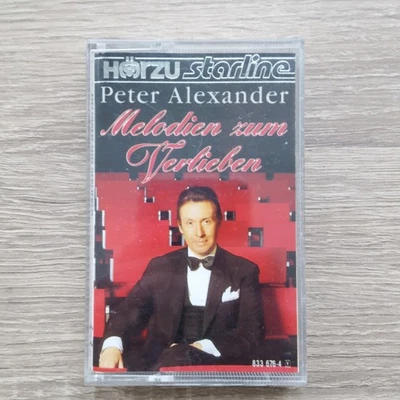 HÖRZU starline
Peter Alexander
Melodien zum
Verlieben
833 676-4